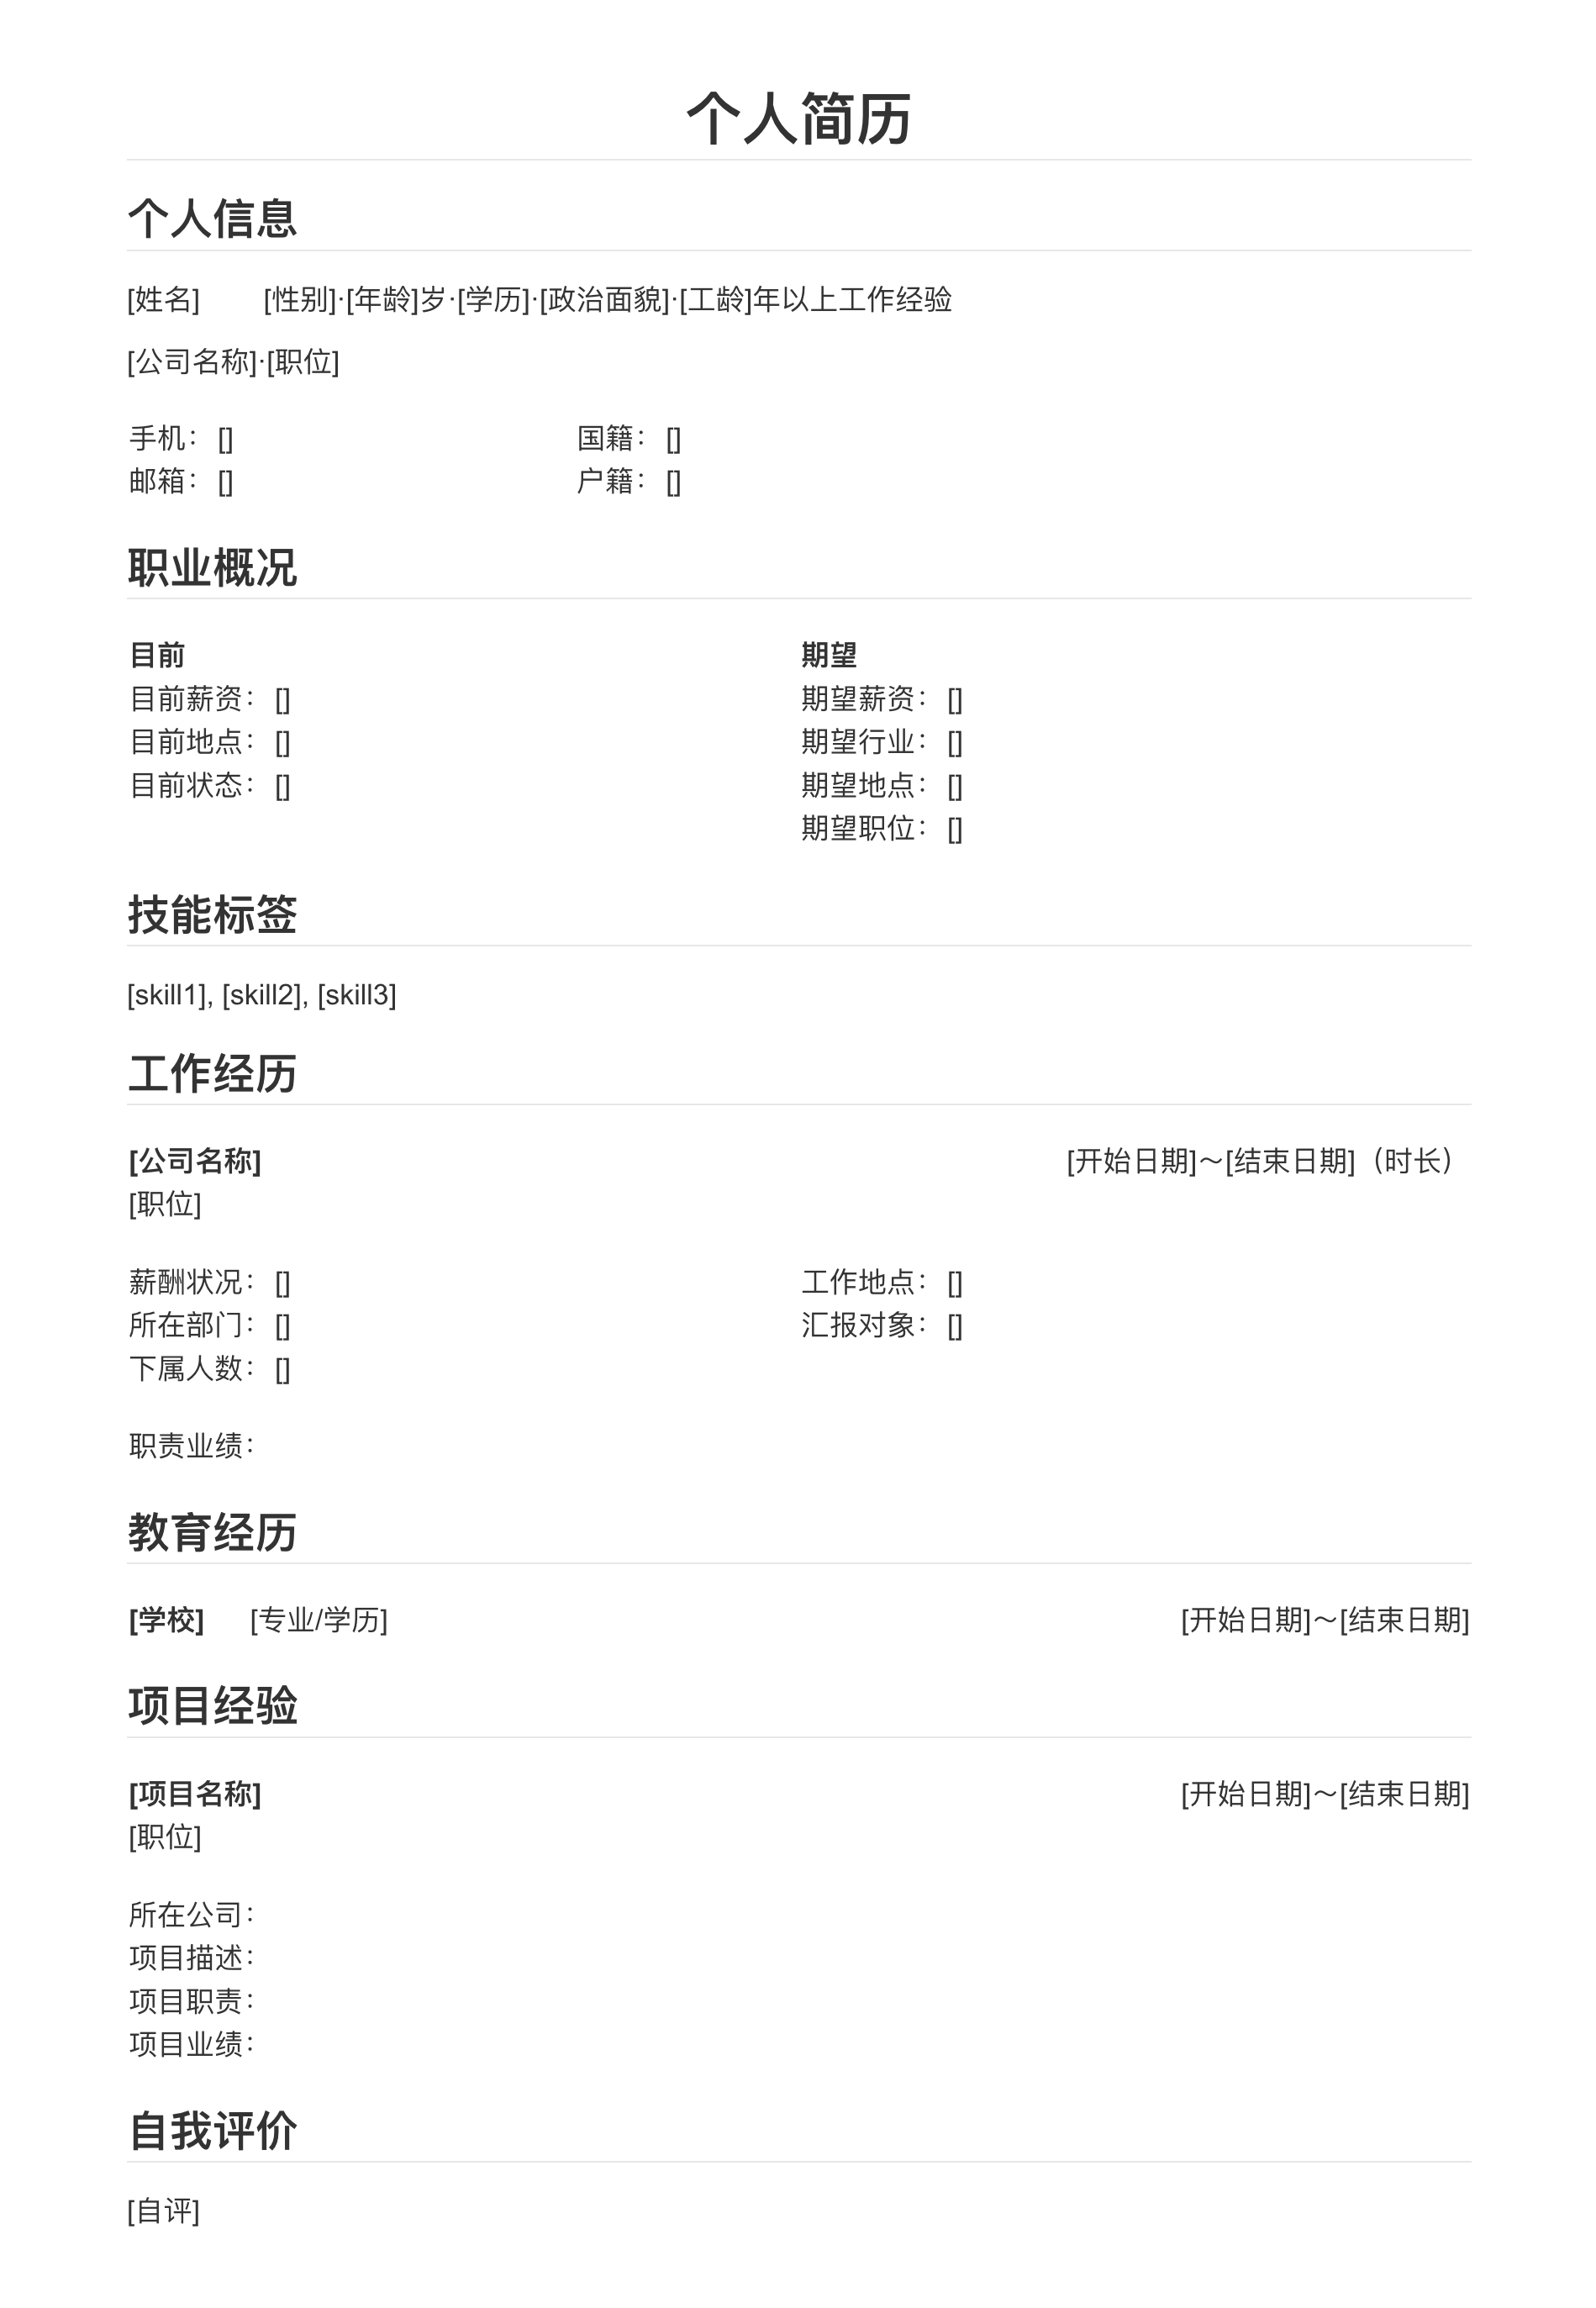 个人简历
个人信息
[姓名] [性别]·[年龄]岁·[学历]·[政治面貌]·[工龄]年以上工作经验
[公司名称]·[职位]
手机： [] 国籍： []
邮箱： [] 户籍： []
职业概况
目前 期望
目前薪资： [] 期望薪资： []
目前地点： [] 期望行业： []
目前状态： [] 期望地点： []
期望职位： []
技能标签
[skill1], [skill2], [skill3]
工作经历
[公司名称] [开始日期]～[结束日期]（时长）
[职位]
薪酬状况： [] 工作地点： []
所在部门： [] 汇报对象： []
下属人数： []
职责业绩：
教育经历
[学校] [专业/学历] [开始日期]～[结束日期]
项目经验
[项目名称] [开始日期]～[结束日期]
[职位]
所在公司：
项目描述：
项目职责：
项目业绩：
自我评价
[自评]